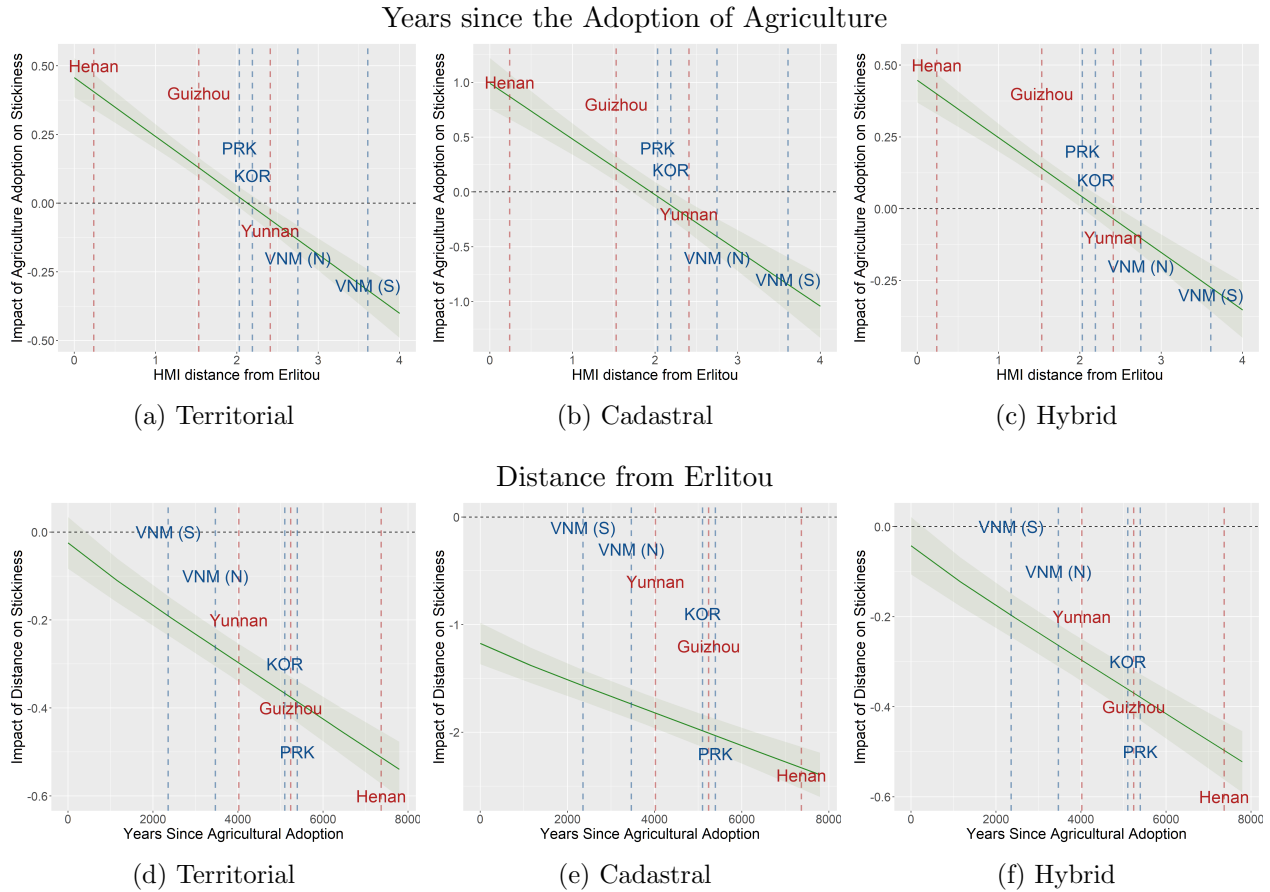 Years since the Adoption of Agriculture
Impact of Agriculture Adoption on Stickiness
0.50
0.25
0.00
-0.25
-0.50
Henan
Guizhou
PRK
KOR
Yunnan
VNM (N)
VNM (S)
0 1 2 3 4
HMI distance from Erlitou
(a) Territorial
Impact of Agriculture Adoption on Stickiness
1.0
0.5
0.0
-0.5
-1.0
Henan
Guizhou
PRK
KOR
Yunnan
VNM (N)
VNM (S)
0 1 2 3 4
HMI distance from Erlitou
(b) Cadastral
Impact of Agriculture Adoption on Stickiness
0.50
0.25
0.00
-0.25
Henan
Guizhou
PRK
KOR
Yunnan
VNM (N)
VNM (S)
0 1 2 3 4
HMI distance from Erlitou
(c) Hybrid
Distance from Erlitou
Impact of Distance on Stickiness
0.0
-0.2
-0.4
-0.6
VNM (S)
VNM (N)
Yunnan
KOR
Guizhou
PRK
Henan
0 2000 4000 6000 8000
Years Since Agricultural Adoption
(d) Territorial
Impact of Distance on Stickiness
0
-1
-2
VNM (S)
VNM (N)
Yunnan
KOR
Guizhou
PRK
Henan
0 2000 4000 6000 8000
Years Since Agricultural Adoption
(e) Cadastral
Impact of Distance on Stickiness
0.0
-0.2
-0.4
-0.6
VNM (S)
VNM (N)
Yunnan
KOR
Guizhou
PRK
Henan
0 2000 4000 6000 8000
Years Since Agricultural Adoption
(f) Hybrid